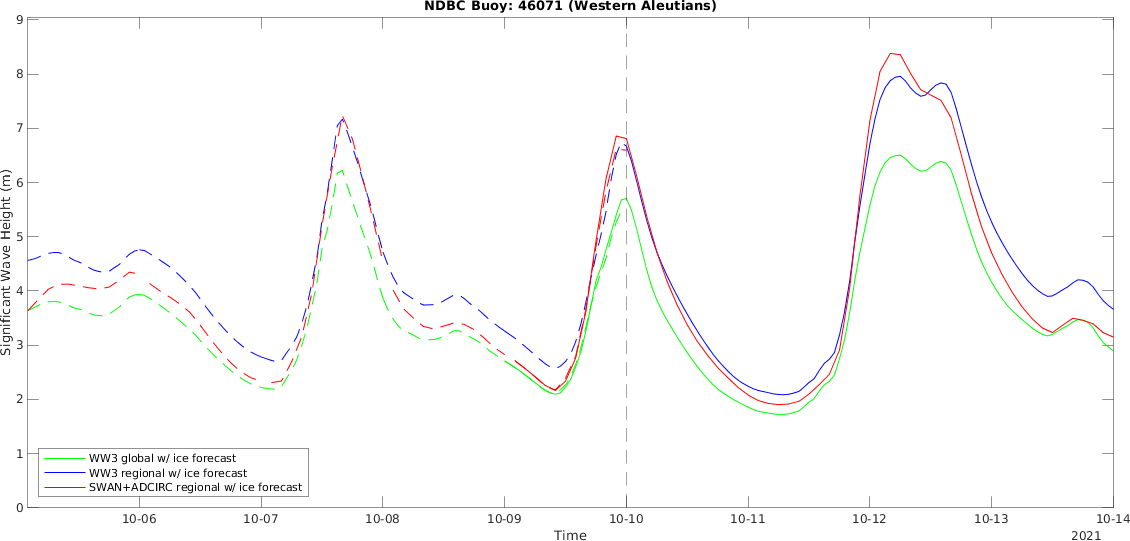 NDBC Buoy: 46071 (Western Aleutians)
9
8
7
6
5
4
3
2
1
0
Significant Wave Height (m)
WW3 global w/ ice forecast
WW3 regional w/ ice forecast
SWAN+ADCIRC regional w/ ice forecast
10-06 10-07 10-08 10-09 10-10 10-11 10-12 10-13 10-14
Time
2021